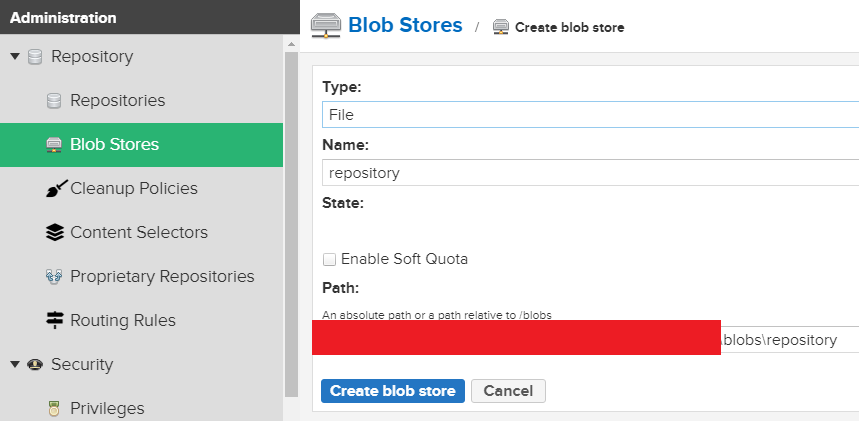 Administration
Repository
Repositories
Blob Stores
Cleanup Policies
Content Selectors
Proprietary Repositories
Routing Rules
Security
Privileges
Blob Stores / Create blob store
Type:
File
Name:
repository
State:
Enable Soft Quota
Path:
An absolute path or a path relative to /blobs
\blobs\repository
Create blob store Cancel